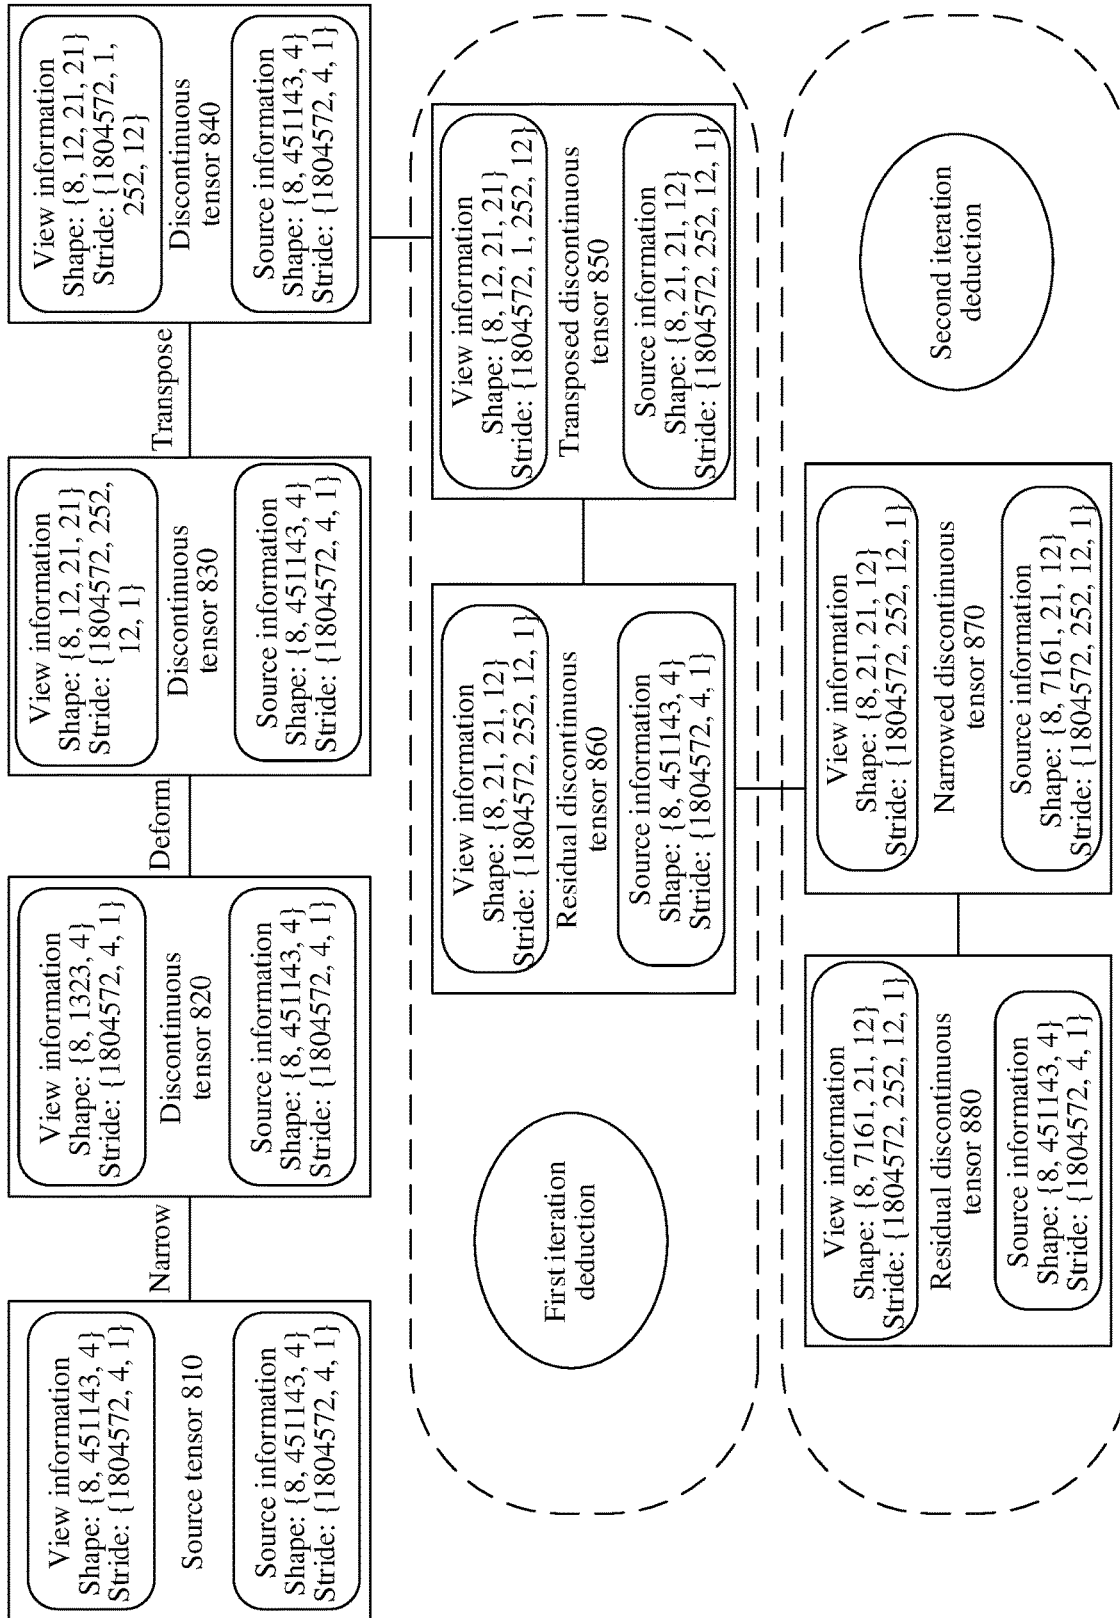 View information
Shape: {8, 451143, 4}
Stride: {1804572, 4, 1}
Source tensor 810
Source information
Shape: {8, 451143, 4}
Stride: {1804572, 4, 1}
Narrow
View information
Shape: {8, 1323, 4}
Stride: {1804572, 4, 1}
Discontinuous
tensor 820
Source information
Shape: {8, 451143, 4}
Stride: {1804572, 4, 1}
Deform
View information
Shape: {8, 12, 21, 21}
Stride: {1804572, 252,
12, 1}
Discontinuous
tensor 830
Source information
Shape: {8, 451143, 4}
Stride: {1804572, 4, 1}
Transpose
View information
Shape: {8, 12, 21, 21}
Stride: {1804572, 1,
252, 12}
Discontinuous
tensor 840
Source information
Shape: {8, 451143, 4}
Stride: {1804572, 4, 1}
First iteration
deduction
View information
Shape: {8, 21, 21, 12}
Stride: {1804572, 252, 12, 1}
Residual discontinuous
tensor 860
Source information
Shape: {8, 451143, 4}
Stride: {1804572, 4, 1}
View information
Shape: {8, 12, 21, 21}
Stride: {1804572, 1, 252, 12}
Transposed discontinuous
tensor 850
Source information
Shape: {8, 21, 21, 12}
Stride: {1804572, 252, 12, 1}
View information
Shape: {8, 7161, 21, 12}
Stride: {1804572, 252, 12, 1}
Residual discontinuous
tensor 880
Source information
Shape: {8, 451143, 4}
Stride: {1804572, 4, 1}
View information
Shape: {8, 21, 21, 12}
Stride: {1804572, 252, 12, 1}
Narrowed discontinuous
tensor 870
Source information
Shape: {8, 7161, 21, 12}
Stride: {1804572, 252, 12, 1}
Second iteration
deduction